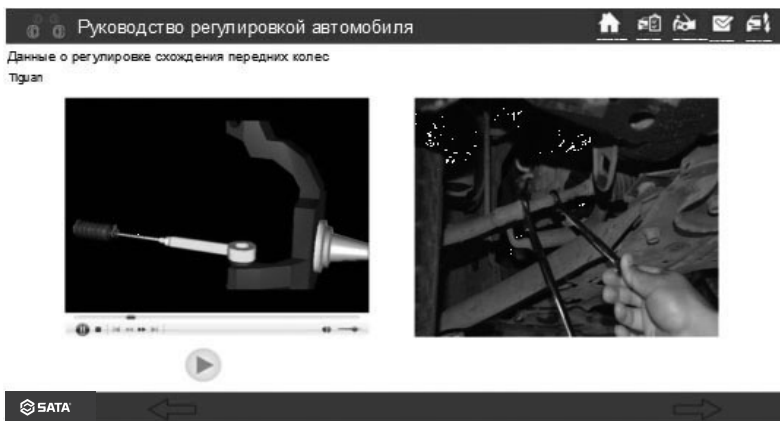 Руководство регулировкой автомобиля
Данные о регулировке схождения передних колес
Tiguan
SATA